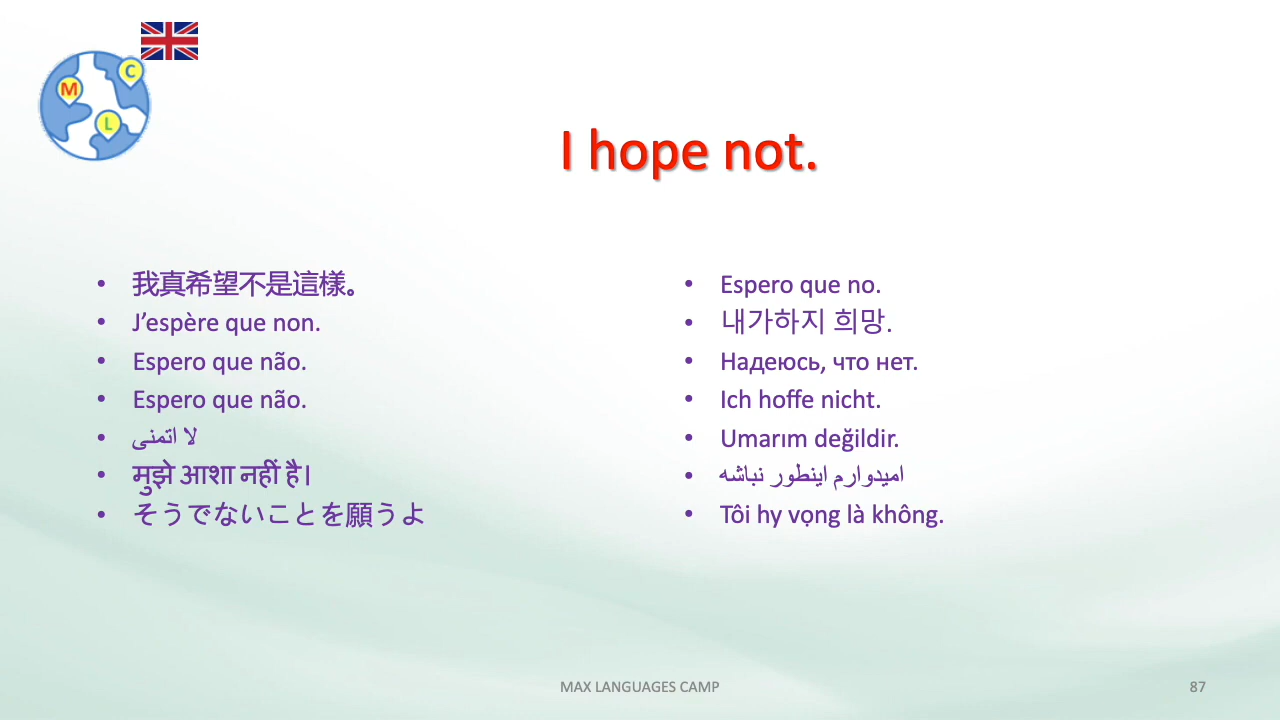 C
M
L
I hope not.
• 我真希望不是這樣。
• J’espère que non.
• Espero que não.
• Espero que não.
• لا اتمنى
• मुझे आशा नहीं है।
• そうでないことを願うよ
• Espero que no.
• 내가하지 희망.
• Надеюсь, что нет.
• Ich hoffe nicht.
• Umarım değildir.
• امیدوارم اینطور نباشه
• Tôi hy vọng là không.
MAX LANGUAGES CAMP
87